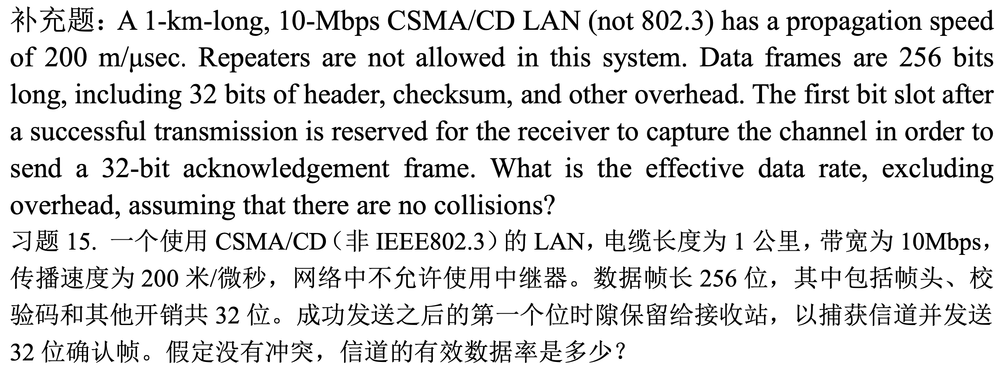 补充题：A 1-km-long, 10-Mbps CSMA/CD LAN (not 802.3) has a propagation speed
of 200 m/μsec. Repeaters are not allowed in this system. Data frames are 256 bits
long, including 32 bits of header, checksum, and other overhead. The first bit slot after
a successful transmission is reserved for the receiver to capture the channel in order to
send a 32-bit acknowledgement frame. What is the effective data rate, excluding
overhead, assuming that there are no collisions?
习题 15. 一个使用 CSMA/CD（非 IEEE802.3）的 LAN，电缆长度为 1 公里，带宽为 10Mbps，
传播速度为 200 米/微秒，网络中不允许使用中继器。数据帧长 256 位，其中包括帧头、校
验码和其他开销共 32 位。成功发送之后的第一个位时隙保留给接收站，以捕获信道并发送
32 位确认帧。假定没有冲突，信道的有效数据率是多少？